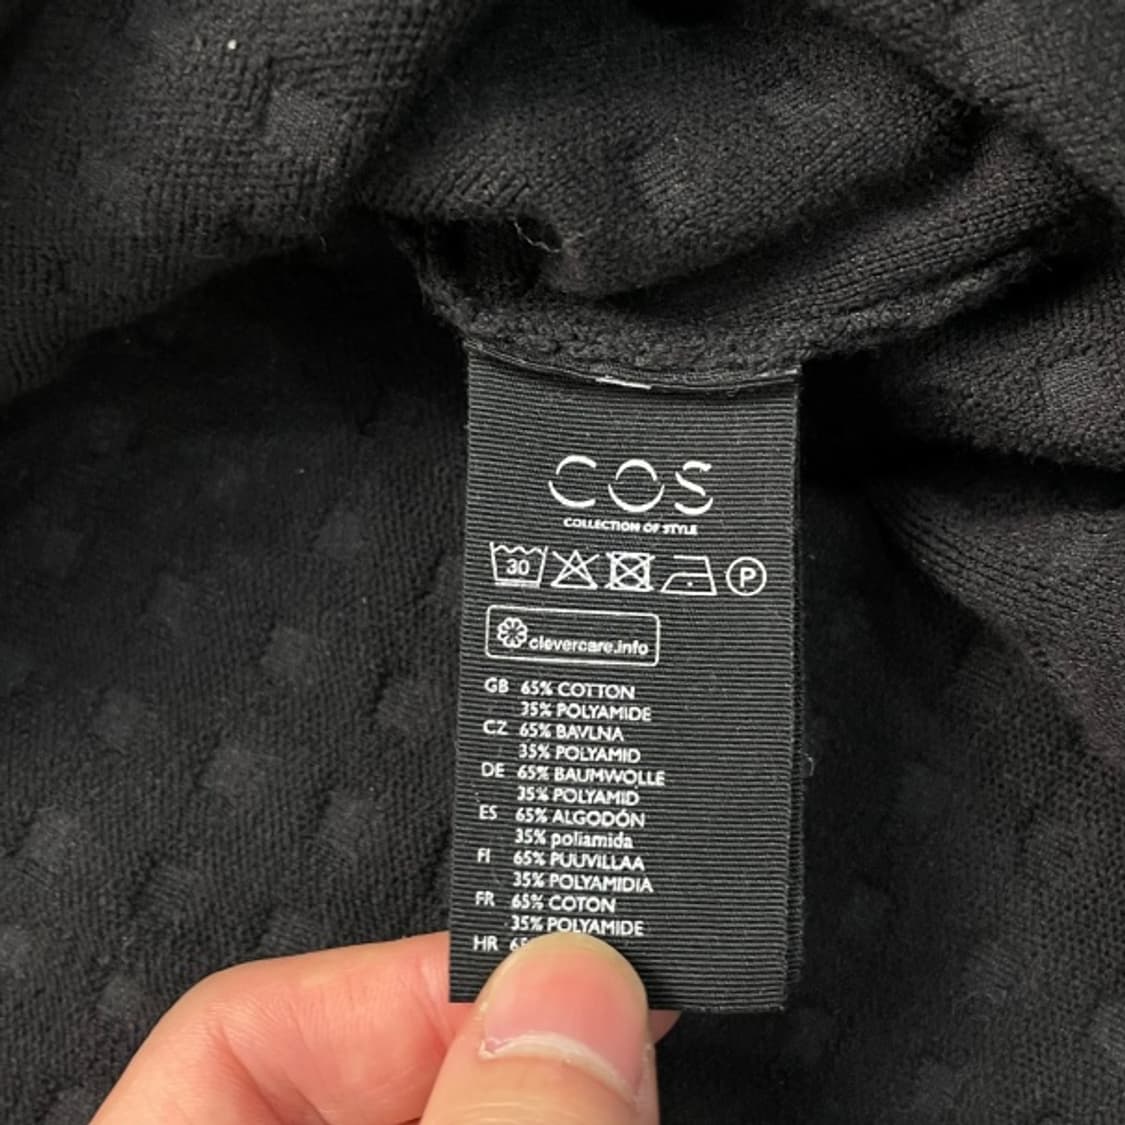 COS
COLLECTION OF STYLE
30 P
clevercare.info
GB 65% COTTON
35% POLYAMIDE
CZ 65% BAVLNA
35% POLYAMID
DE 65% BAUMWOLLE
35% POLYAMID
ES 65% ALGODÓN
35% poliamida
FI 65% PUUVILLAA
35% POLYAMIDIA
FR 65% COTON
35% POLYAMIDE
HR